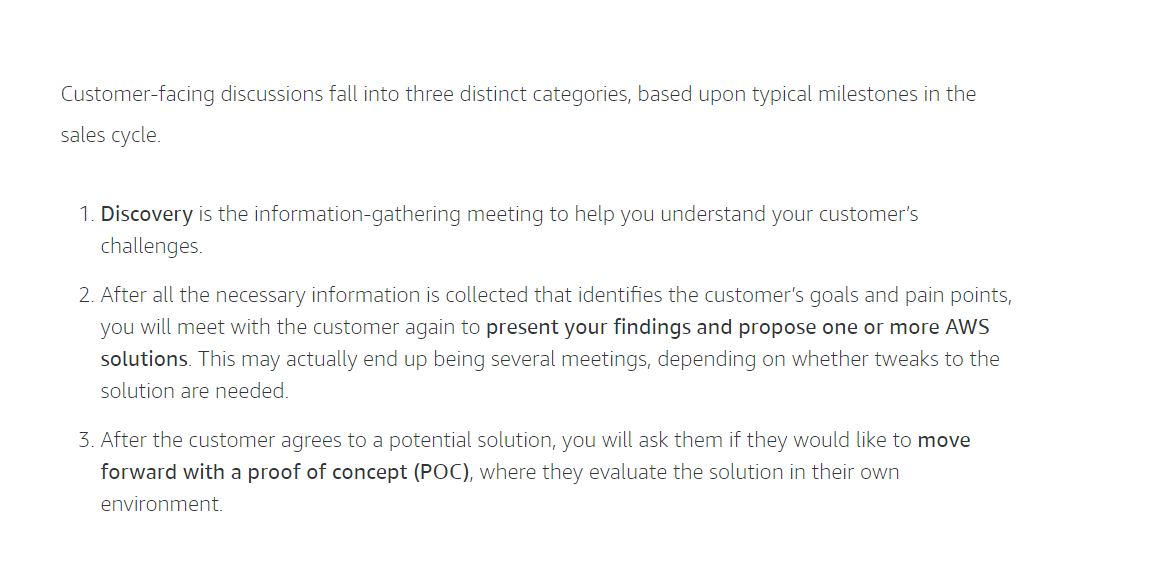 Customer-facing discussions fall into three distinct categories, based upon typical milestones in the
sales cycle.
1. Discovery is the information-gathering meeting to help you understand your customer’s
challenges.
2. After all the necessary information is collected that identifies the customer’s goals and pain points,
you will meet with the customer again to present your findings and propose one or more AWS
solutions. This may actually end up being several meetings, depending on whether tweaks to the
solution are needed.
3. After the customer agrees to a potential solution, you will ask them if they would like to move
forward with a proof of concept (POC), where they evaluate the solution in their own
environment.